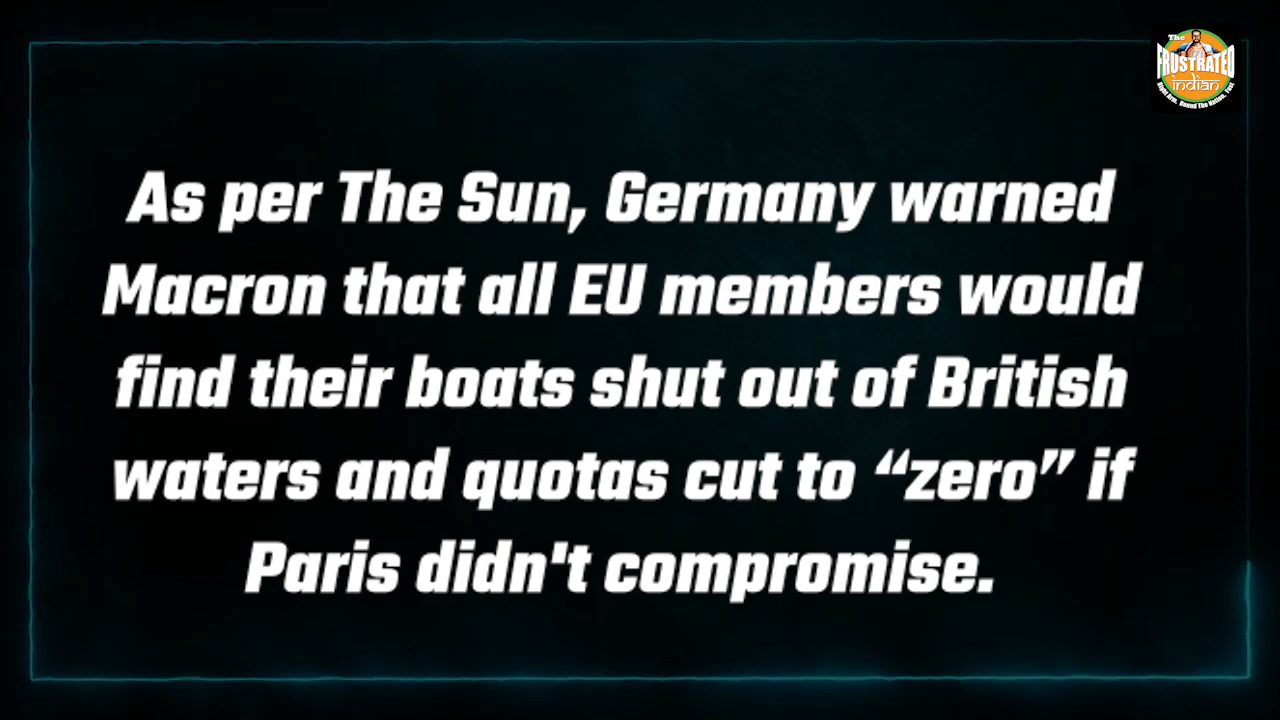 The
FRUSTRATED
indian
As per The Sun, Germany warned
Macron that all EU members would
find their boats shut out of British
waters and quotas cut to “zero” if
Paris didn't compromise.